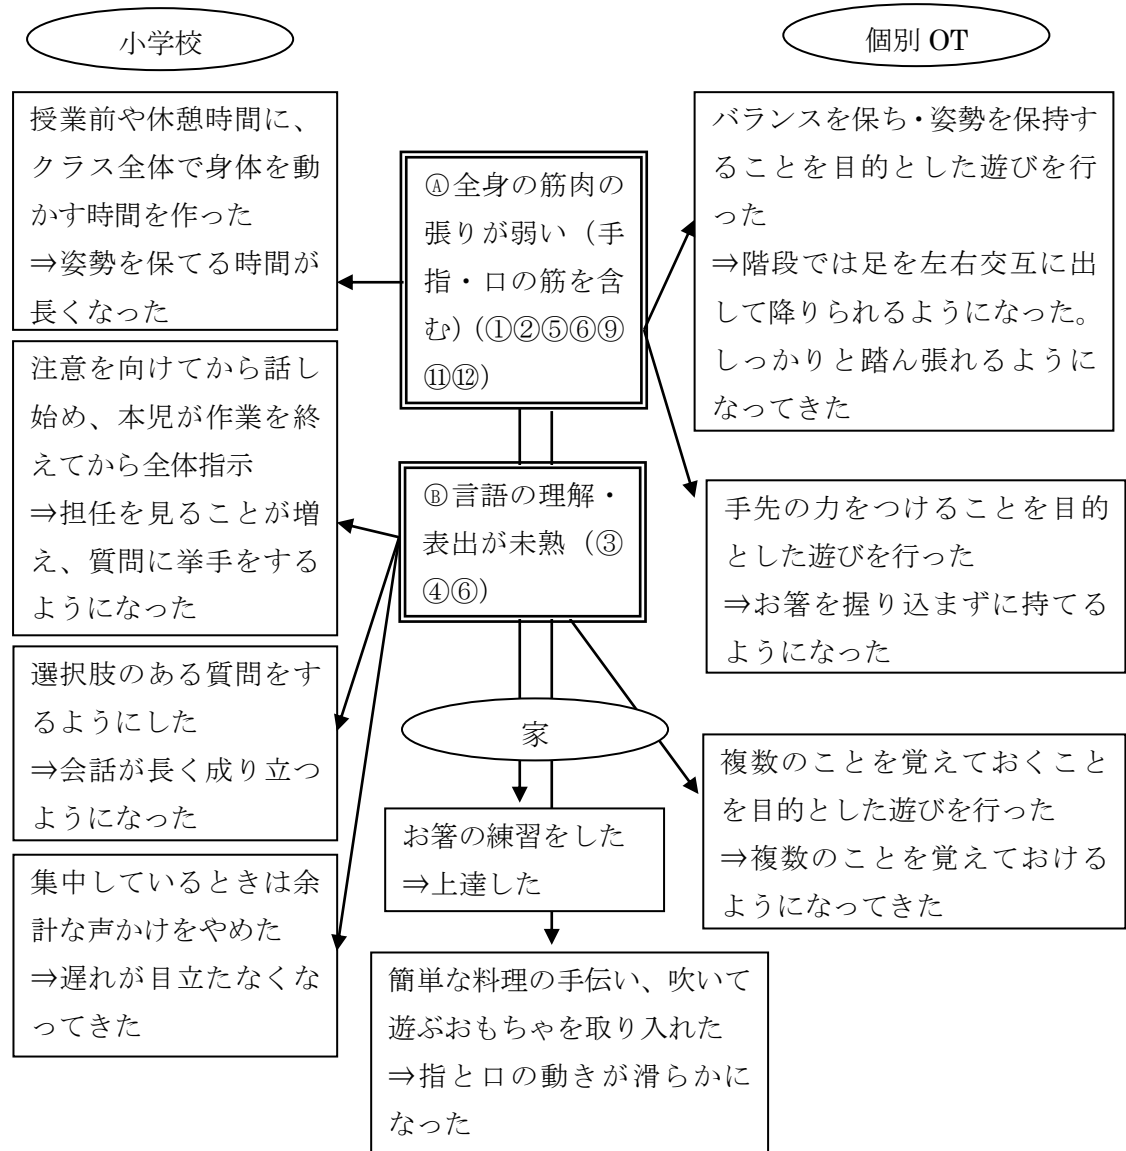 小学校
授業前や休憩時間に、
クラス全体で身体を動
かす時間を作った
⇒姿勢を保てる時間が
長くなった
注意を向けてから話し
始め、本児が作業を終
えてから全体指示
⇒担任を見ることが増
え、質問に挙手をする
ようになった
選択肢のある質問をす
るようにした
⇒会話が長く成り立つ
ようになった
集中しているときは余
計な声かけをやめた
⇒遅れが目立たなくな
ってきた
Ⓐ全身の筋肉の
張りが弱い（手
指・口の筋を含
む）(①②⑤⑥⑨
⑪⑫）
Ⓑ言語の理解・
表出が未熟（③
④⑥）
家
お箸の練習をした
⇒上達した
簡単な料理の手伝い、吹いて
遊ぶおもちゃを取り入れた
⇒指と口の動きが滑らかに
なった
個別 OT
バランスを保ち・姿勢を保持す
ることを目的とした遊びを行
った
⇒階段では足を左右交互に出
して降りられるようになった。
しっかりと踏ん張れるように
なってきた
手先の力をつけることを目的
とした遊びを行った
⇒お箸を握り込まずに持てる
ようになった
複数のことを覚えておくこと
を目的とした遊びを行った
⇒複数のことを覚えておける
ようになってきた